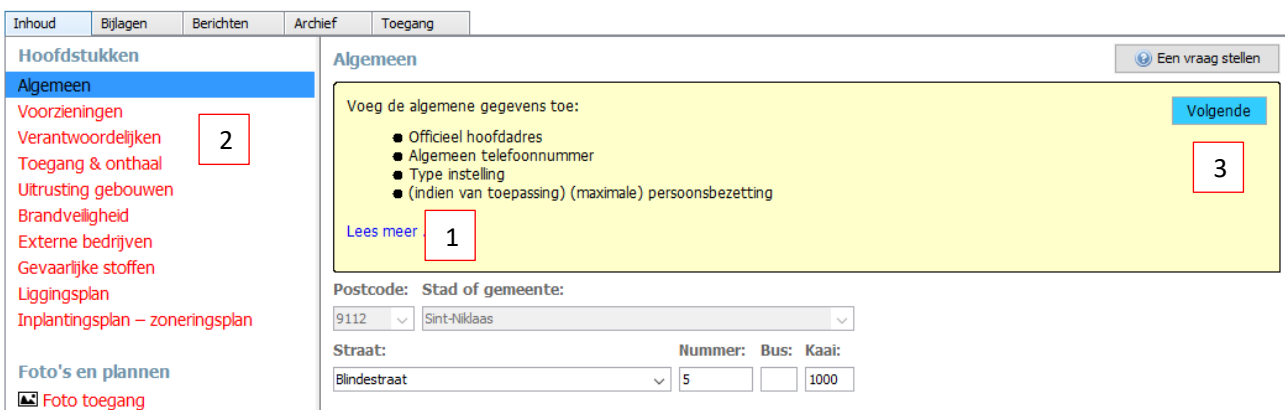 Inhoud Bijlagen Berichten Archief Toegang
Hoofdstukken
Algemeen
Voorzieningen
Verantwoordelijken
2
Toegang & onthaal
Uitrusting gebouwen
Brandveiligheid
Externe bedrijven
Gevaarlijke stoffen
Liggingsplan
Inplantingsplan – zoneringsplan
Foto's en plannen
Foto toegang
Algemeen
Een vraag stellen
Voeg de algemene gegevens toe:
Volgende
● Officieel hoofdadres
● Algemeen telefoonnummer
● Type instelling
● (indien van toepassing) (maximale) persoonsbezetting
3
Lees meer .
1
Postcode: Stad of gemeente:
9112 Sint-Niklaas
Straat: Nummer: Bus: Kaai:
Blindestraat 5 1000